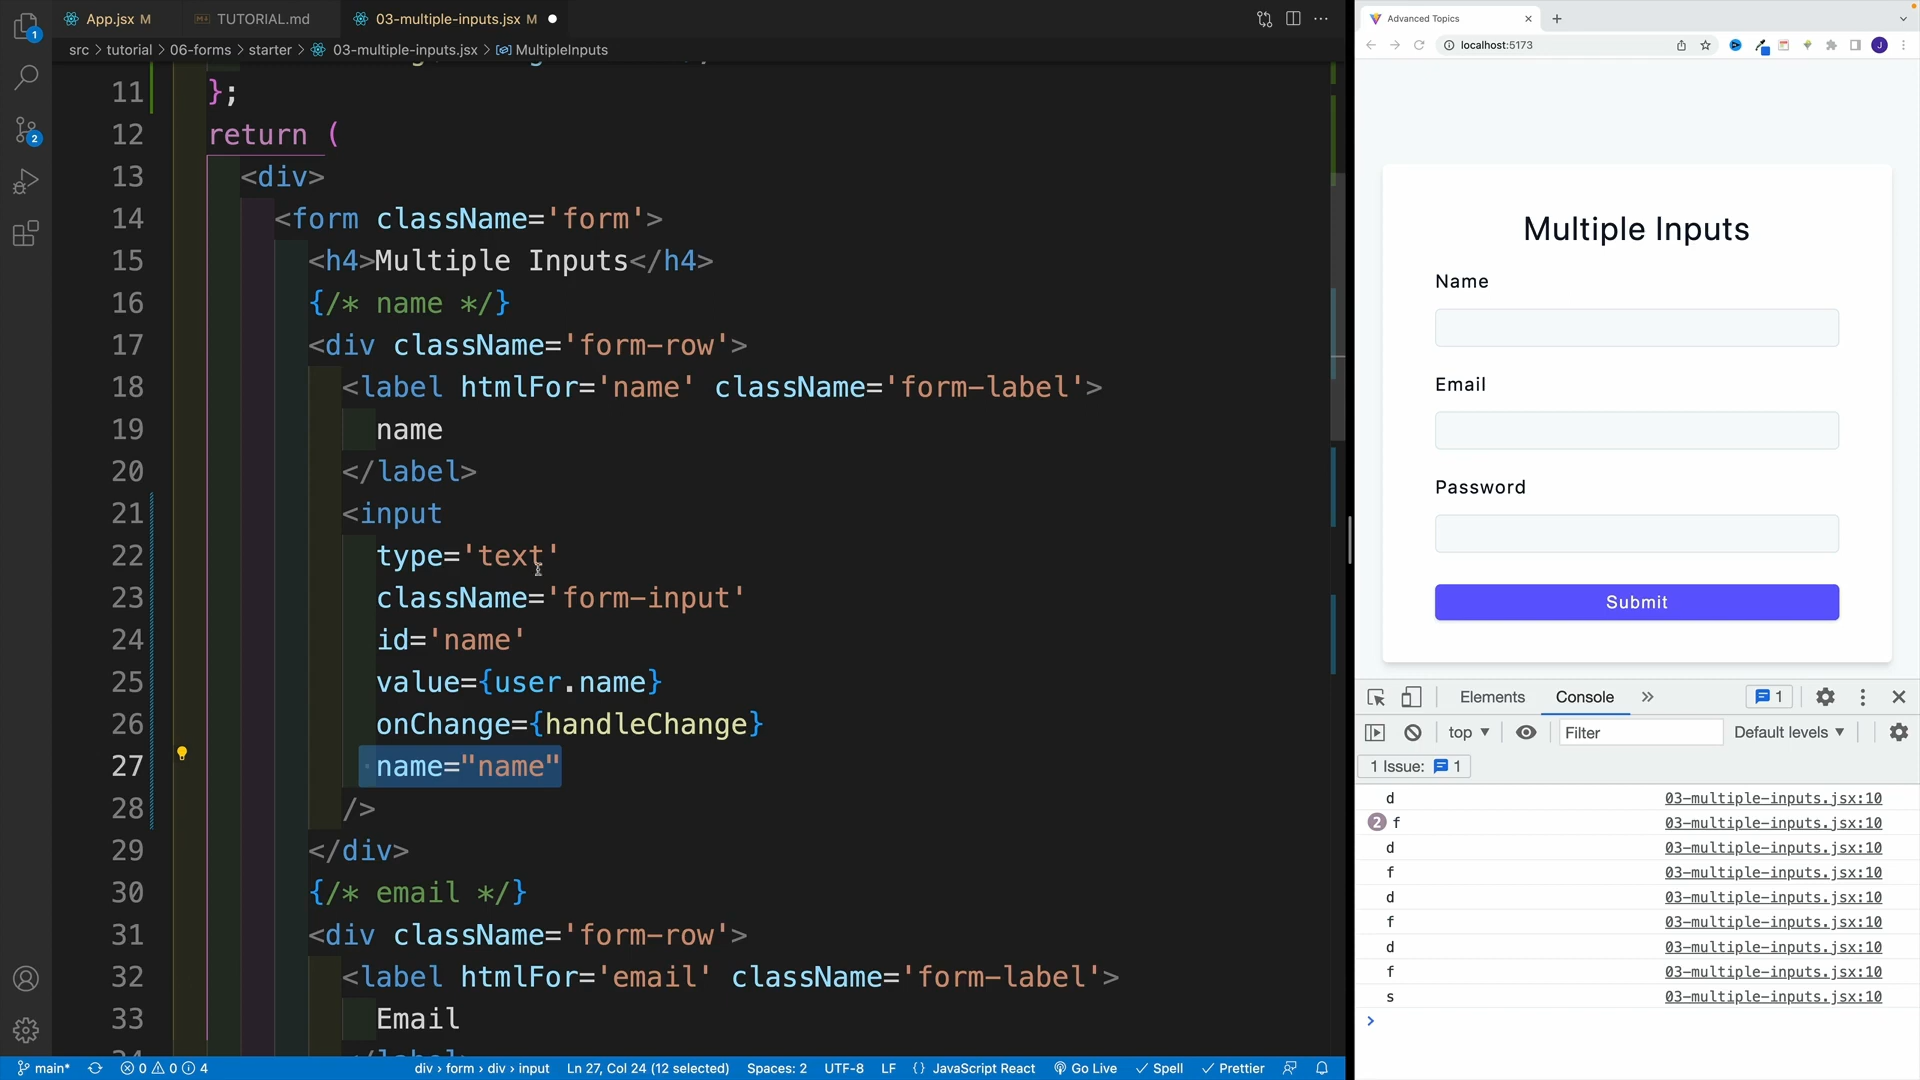 App.jsx M
TUTORIAL.md
03-multiple-inputs.jsx M
src > tutorial > 06-forms > starter > 03-multiple-inputs.jsx > MultipleInputs
11 };
12 return (
13 <div>
14 <form className='form'>
15 <h4>Multiple Inputs</h4>
16 {/* name */}
17 <div className='form-row'>
18 <label htmlFor='name' className='form-label'>
19 name
20 </label>
21 <input
22 type='text'
23 className='form-input'
24 id='name'
25 value={user.name}
26 onChange={handleChange}
27 name="name"
28 />
29 </div>
30 {/* email */}
31 <div className='form-row'>
32 <label htmlFor='email' className='form-label'>
33 Email
1
2
main* 0 0 4 div > form > div > input Ln 27, Col 24 (12 selected) Spaces: 2 UTF-8 LF {} JavaScript React Go Live Spell Prettier
Advanced Topics
localhost:5173
J
Multiple Inputs
Name
Email
Password
Submit
Elements Console 1
top Filter Default levels
1 Issue: 1
d 03-multiple-inputs.jsx:10
2 f 03-multiple-inputs.jsx:10
d 03-multiple-inputs.jsx:10
f 03-multiple-inputs.jsx:10
d 03-multiple-inputs.jsx:10
f 03-multiple-inputs.jsx:10
d 03-multiple-inputs.jsx:10
f 03-multiple-inputs.jsx:10
s 03-multiple-inputs.jsx:10